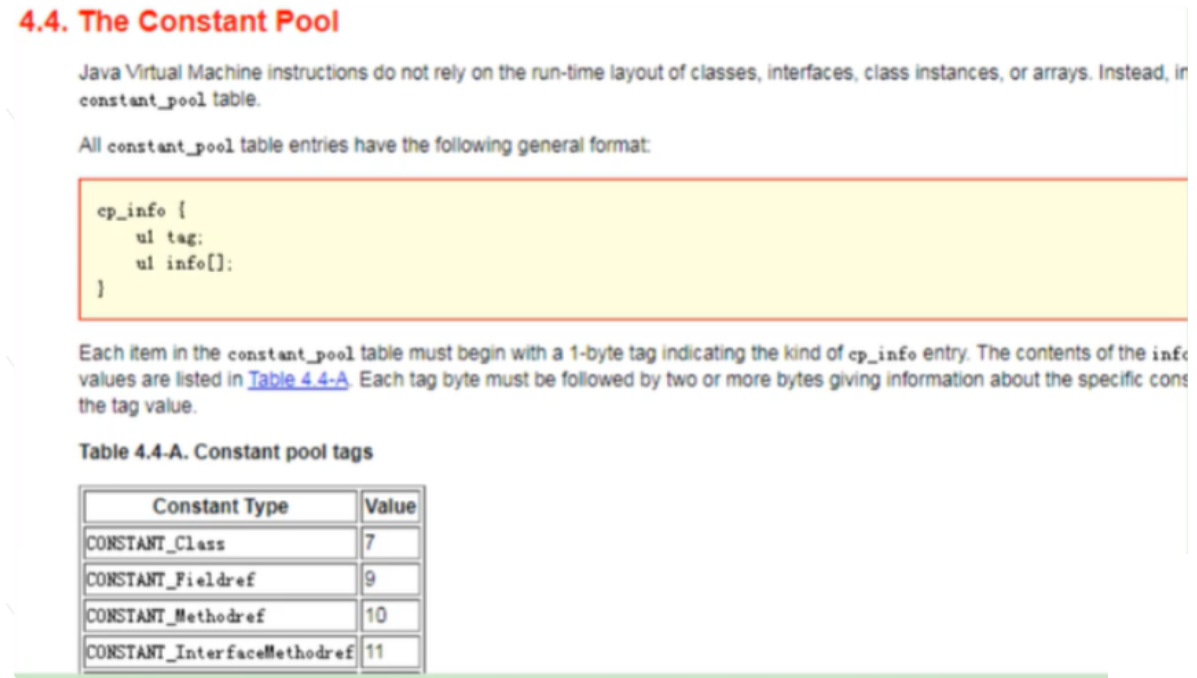 4.4. The Constant Pool
Java Virtual Machine instructions do not rely on the run-time layout of classes, interfaces, class instances, or arrays. Instead, in
constant_pool table.
All constant_pool table entries have the following general format:
cp_info {
    u1 tag;
    u1 info[];
}
Each item in the constant_pool table must begin with a 1-byte tag indicating the kind of cp_info entry. The contents of the info
values are listed in Table 4.4-A. Each tag byte must be followed by two or more bytes giving information about the specific cons
the tag value.
Table 4.4-A. Constant pool tags
Constant Type Value
CONSTANT_Class 7
CONSTANT_Fieldref 9
CONSTANT_Methodref 10
CONSTANT_InterfaceMethodref 11